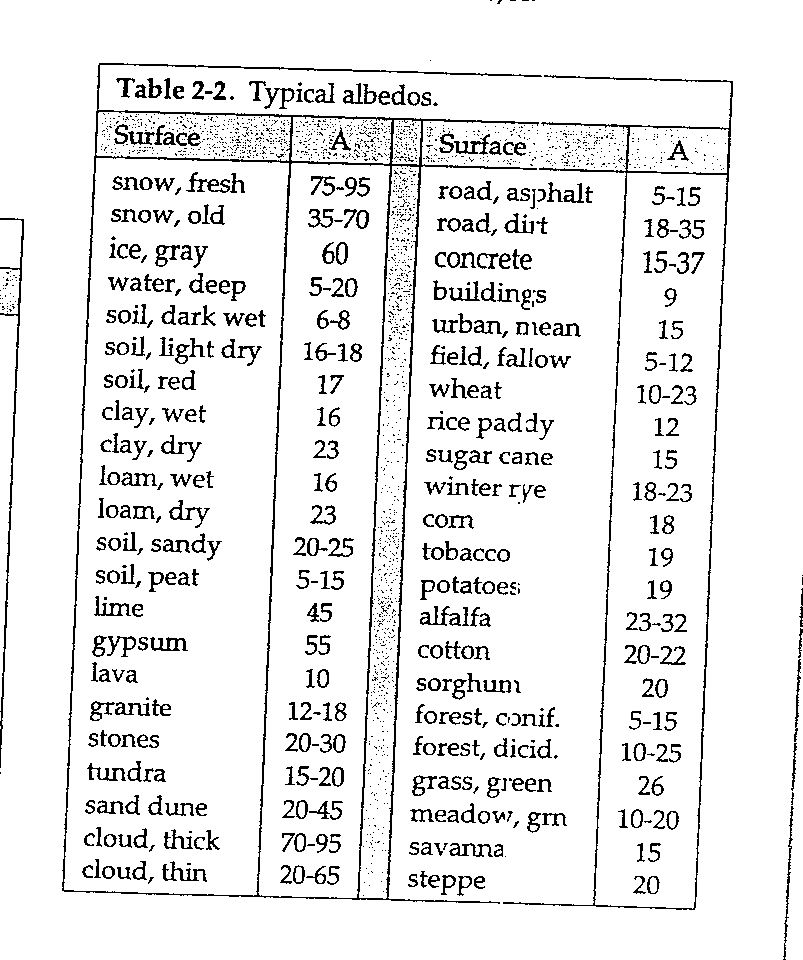 Table 2-2. Typical albedos.
Surface A Surface A
snow, fresh 75-95 road, asphalt 5-15
snow, old 35-70 road, dirt 18-35
ice, gray 60 concrete 15-37
water, deep 5-20 buildings 9
soil, dark wet 6-8 urban, mean 15
soil, light dry 16-18 field, fallow 5-12
soil, red 17 wheat 10-23
clay, wet 16 rice paddy 12
clay, dry 23 sugar cane 15
loam, wet 16 winter rye 18-23
loam, dry 23 corn 18
soil, sandy 20-25 tobacco 19
soil, peat 5-15 potatoes 19
lime 45 alfalfa 23-32
gypsum 55 cotton 20-22
lava 10 sorghum 20
granite 12-18 forest, conif. 5-15
stones 20-30 forest, dicid. 10-25
tundra 15-20 grass, green 26
sand dune 20-45 meadow, grn 10-20
cloud, thick 70-95 savanna 15
cloud, thin 20-65 steppe 20